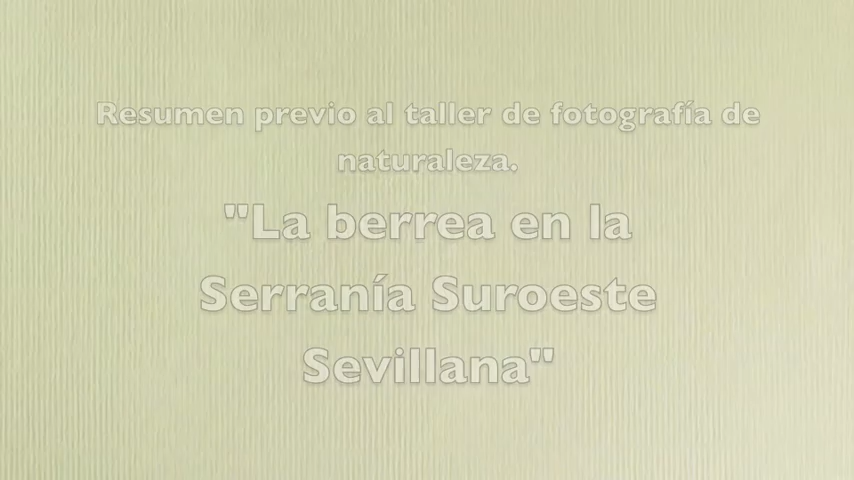 Resumen previo al taller de fotografía de
naturaleza.
"La berrea en la
Serranía Suroeste
Sevillana"